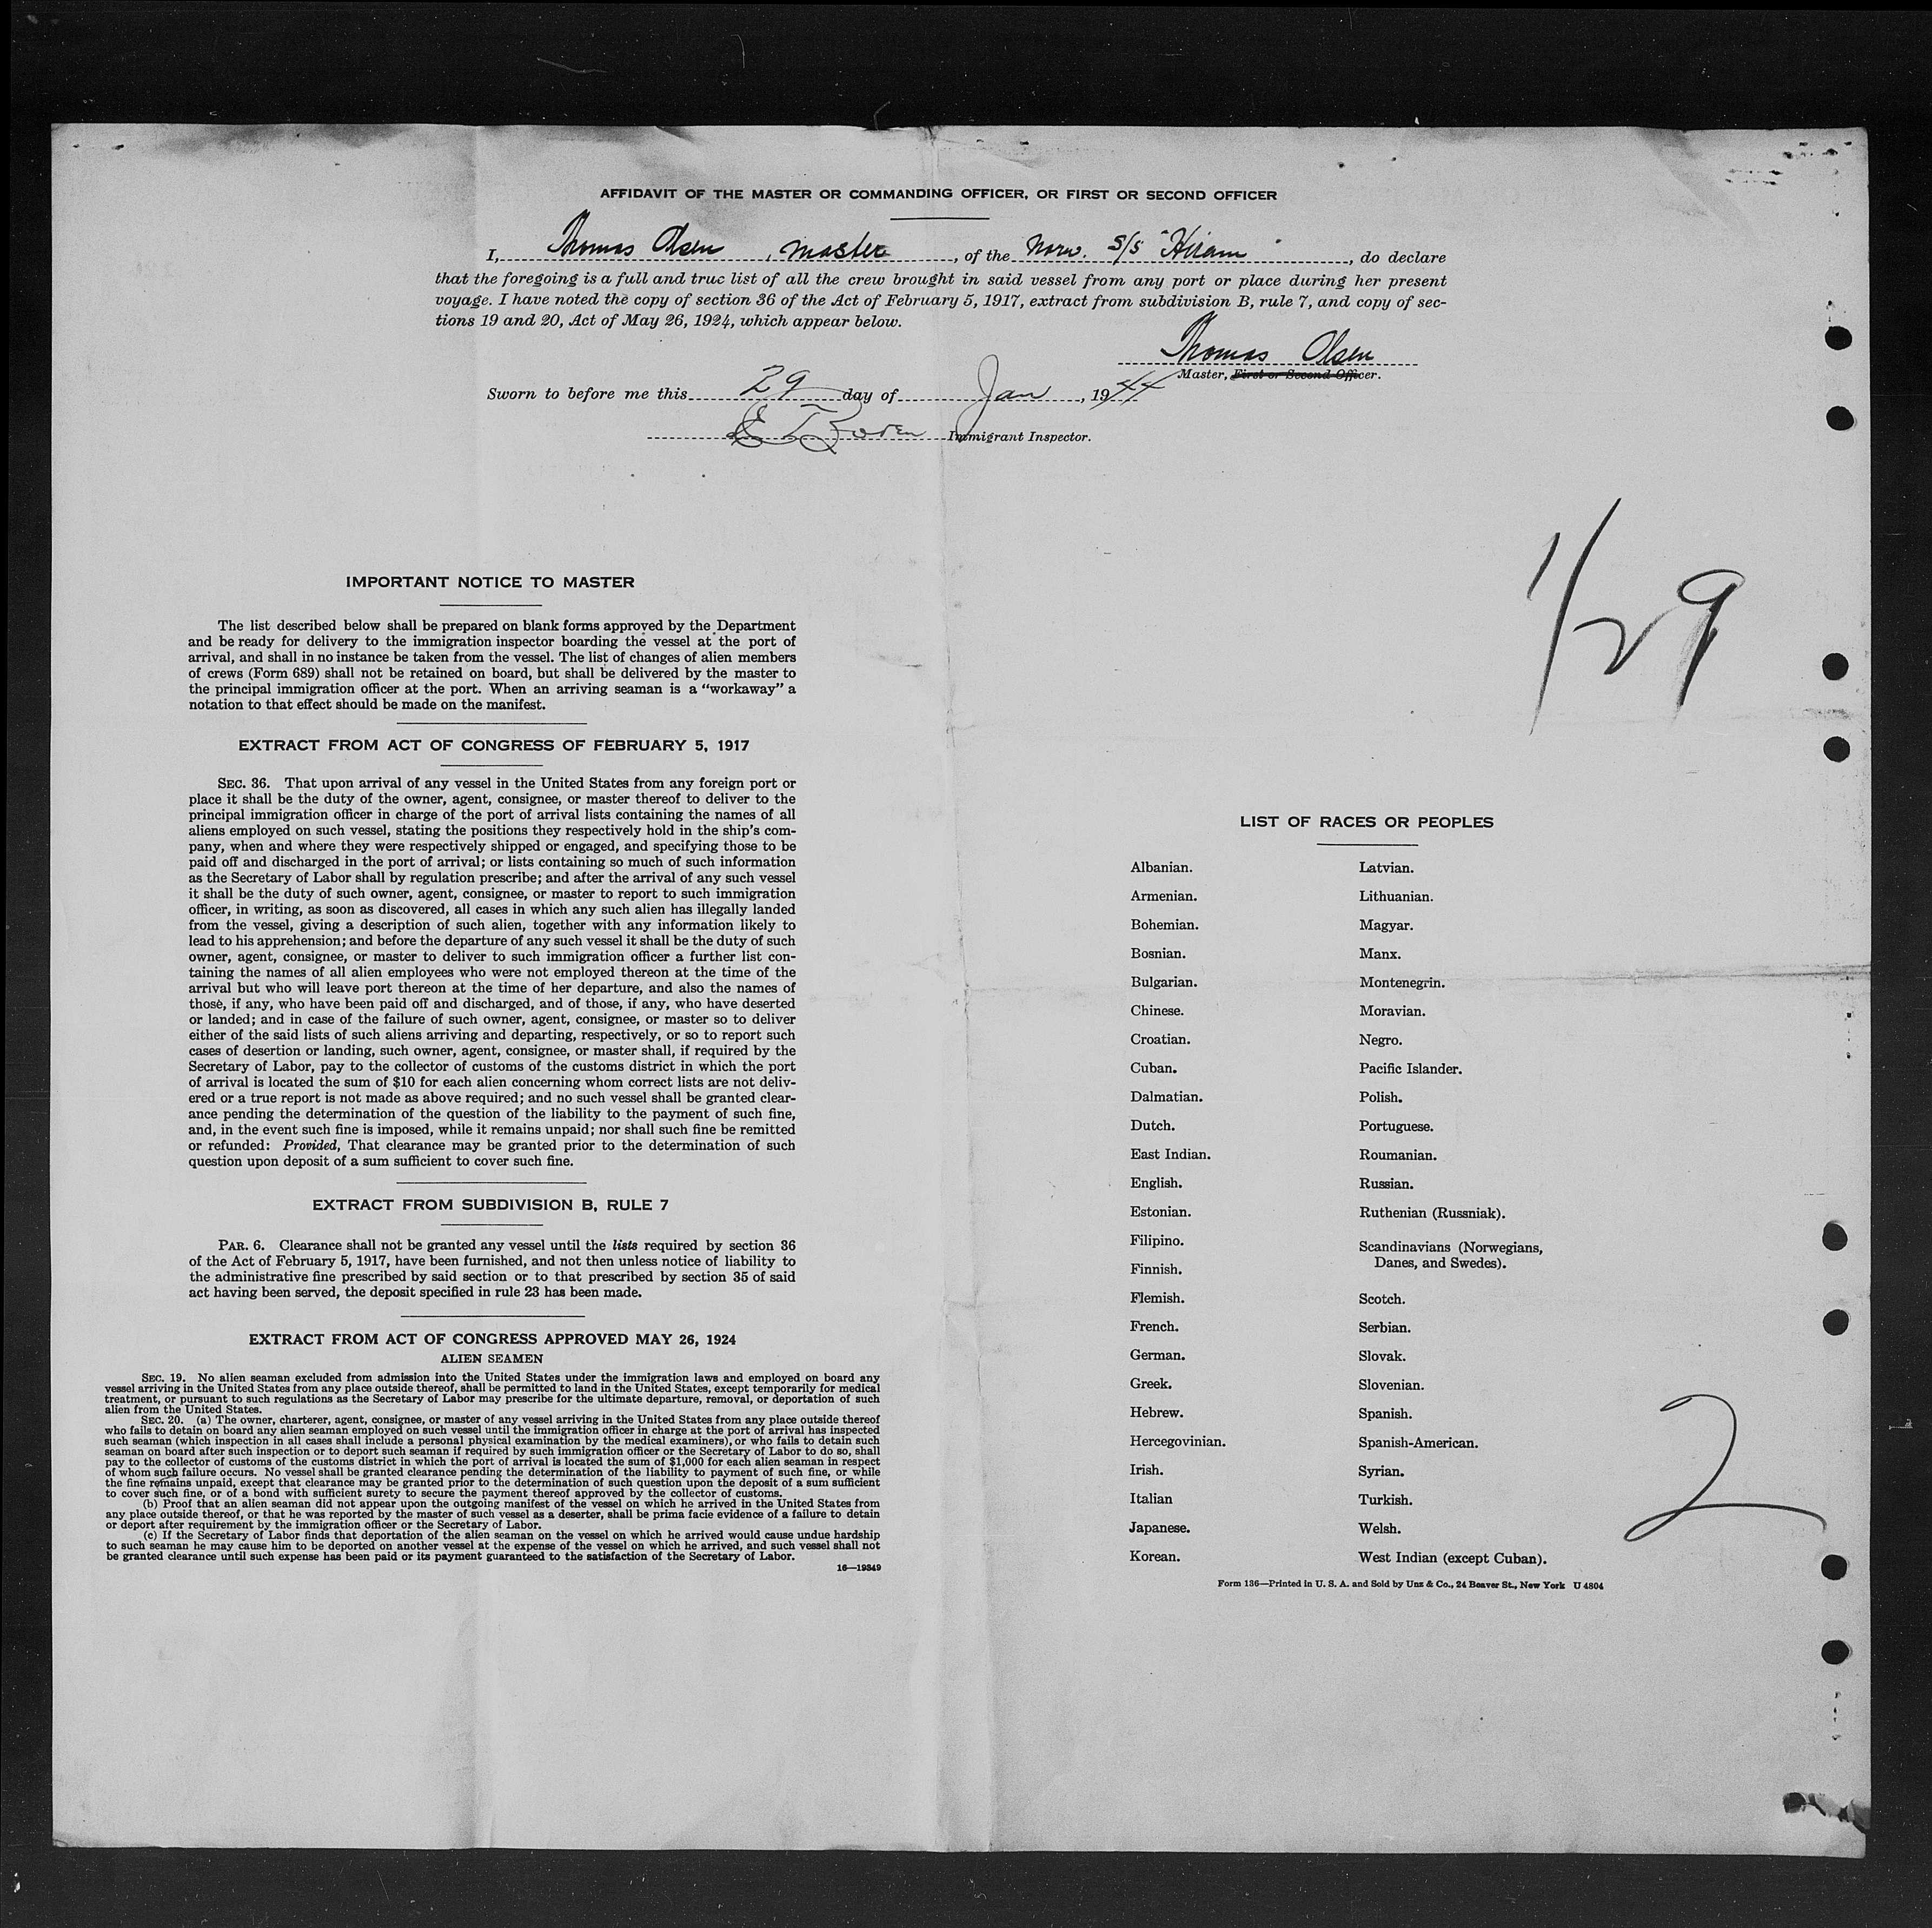 AFFIDAVIT OF THE MASTER OR COMMANDING OFFICER, OR FIRST OR SECOND OFFICER
I, Thomas Olsen, master, of the Norw. S/S "Hiram", do declare
that the foregoing is a full and true list of all the crew brought in said vessel from any port or place during her present
voyage. I have noted the copy of section 36 of the Act of February 5, 1917, extract from subdivision B, rule 7, and copy of sec-
tions 19 and 20, Act of May 26, 1924, which appear below.
Thomas Olsen
Master, First or Second Officer.
Sworn to before me this 29 day of Jan, 1944
Immigrant Inspector.
1/29
IMPORTANT NOTICE TO MASTER
The list described below shall be prepared on blank forms approved by the Department
and be ready for delivery to the immigration inspector boarding the vessel at the port of
arrival, and shall in no instance be taken from the vessel. The list of changes of alien members
of crews (Form 689) shall not be retained on board, but shall be delivered by the master to
the principal immigration officer at the port. When an arriving seaman is a "workaway" a
notation to that effect should be made on the manifest.
EXTRACT FROM ACT OF CONGRESS OF FEBRUARY 5, 1917
SEC. 36. That upon arrival of any vessel in the United States from any foreign port or
place it shall be the duty of the owner, agent, consignee, or master thereof to deliver to the
principal immigration officer in charge of the port of arrival lists containing the names of all
aliens employed on such vessel, stating the positions they respectively hold in the ship's com-
pany, when and where they were respectively shipped or engaged, and specifying those to be
paid off and discharged in the port of arrival; or lists containing so much of such information
as the Secretary of Labor shall by regulation prescribe; and after the arrival of any such vessel
it shall be the duty of such owner, agent, consignee, or master to report to such immigration
officer, in writing, as soon as discovered, all cases in which any such alien has illegally landed
from the vessel, giving a description of such alien, together with any information likely to
lead to his apprehension; and before the departure of any such vessel it shall be the duty of such
owner, agent, consignee, or master to deliver to such immigration officer a further list con-
taining the names of all alien employees who were not employed thereon at the time of the
arrival but who will leave port thereon at the time of her departure, and also the names of
those, if any, who have been paid off and discharged, and of those, if any, who have deserted
or landed; and in case of the failure of such owner, agent, consignee, or master so to deliver
either of the said lists of such aliens arriving and departing, respectively, or so to report such
cases of desertion or landing, such owner, agent, consignee, or master shall, if required by the
Secretary of Labor, pay to the collector of customs of the customs district in which the port
of arrival is located the sum of $10 for each alien concerning whom correct lists are not deliv-
ered or a true report is not made as above required; and no such vessel shall be granted clear-
ance pending the determination of the question of the liability to the payment of such fine,
and, in the event such fine is imposed, while it remains unpaid; nor shall such fine be remitted
or refunded: Provided, That clearance may be granted prior to the determination of such
question upon deposit of a sum sufficient to cover such fine.
EXTRACT FROM SUBDIVISION B, RULE 7
PAR. 6. Clearance shall not be granted any vessel until the lists required by section 36
of the Act of February 5, 1917, have been furnished, and not then unless notice of liability to
the administrative fine prescribed by said section or to that prescribed by section 35 of said
act having been served, the deposit specified in rule 23 has been made.
EXTRACT FROM ACT OF CONGRESS APPROVED MAY 26, 1924
ALIEN SEAMEN
SEC. 19. No alien seaman excluded from admission into the United States under the immigration laws and employed on board any
vessel arriving in the United States from any place outside thereof, shall be permitted to land in the United States, except temporarily for medical
treatment, or pursuant to such regulations as the Secretary of Labor may prescribe for the ultimate departure, removal, or deportation of such
alien from the United States.
SEC. 20. (a) The owner, charterer, agent, consignee, or master of any vessel arriving in the United States from any place outside thereof
who fails to detain on board any alien seaman employed on such vessel until the immigration officer in charge at the port of arrival has inspected
such seaman (which inspection in all cases shall include a personal physical examination by the medical examiners), or who fails to detain such
seaman on board after such inspection or to deport such seaman if required by such immigration officer or the Secretary of Labor to do so, shall
pay to the collector of customs of the customs district in which the port of arrival is located the sum of $1,000 for each alien seaman in respect
of whom such failure occurs. No vessel shall be granted clearance pending the determination of the liability to payment of such fine, or while
the fine remains unpaid, except that clearance may be granted prior to the determination of such question upon the deposit of a sum sufficient
to cover such fine, or of a bond with sufficient surety to secure the payment thereof approved by the collector of customs.
(b) Proof that an alien seaman did not appear upon the outgoing manifest of the vessel on which he arrived in the United States from
any place outside thereof, or that he was reported by the master of such vessel as a deserter, shall be prima facie evidence of a failure to detain
or deport after requirement by the immigration officer or the Secretary of Labor.
(c) If the Secretary of Labor finds that deportation of the alien seaman on the vessel on which he arrived would cause undue hardship
to such seaman he may cause him to be deported on another vessel at the expense of the vessel on which he arrived, and such vessel shall not
be granted clearance until such expense has been paid or its payment guaranteed to the satisfaction of the Secretary of Labor.
16—19349
LIST OF RACES OR PEOPLES
Albanian.
Armenian.
Bohemian.
Bosnian.
Bulgarian.
Chinese.
Croatian.
Cuban.
Dalmatian.
Dutch.
East Indian.
English.
Estonian.
Filipino.
Finnish.
Flemish.
French.
German.
Greek.
Hebrew.
Hercegovinian.
Irish.
Italian
Japanese.
Korean.
Latvian.
Lithuanian.
Magyar.
Manx.
Montenegrin.
Moravian.
Negro.
Pacific Islander.
Polish.
Portuguese.
Roumanian.
Russian.
Ruthenian (Russniak).
Scandinavians (Norwegians,
Danes, and Swedes).
Scotch.
Serbian.
Slovak.
Slovenian.
Spanish.
Spanish-American.
Syrian.
Turkish.
Welsh.
West Indian (except Cuban).
2
Form 136—Printed in U. S. A. and Sold by Unz & Co., 24 Beaver St., New York U 4804